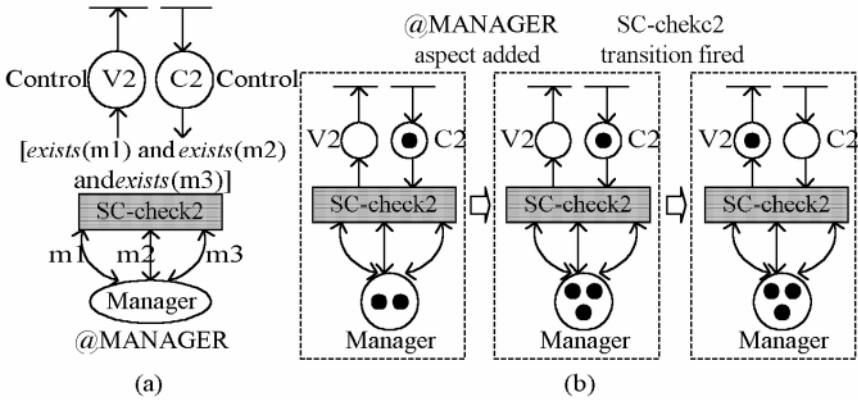 Control V2 C2 Control
[exists(m1) and exists(m2)
andexists(m3)]
SC-check2
m1 m2 m3
Manager
@MANAGER
(a)
@MANAGER
aspect added
SC-chekc2
transition fired
V2 C2
SC-check2
Manager
V2 C2
SC-check2
Manager
V2 C2
SC-check2
Manager
(b)